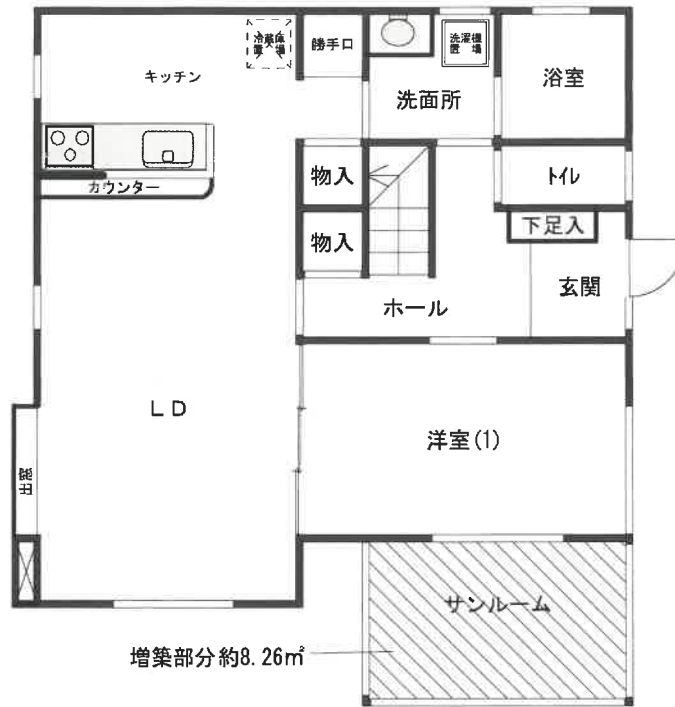 冷蔵庫
置場
勝手口
洗濯機
置場
キッチン
洗面所
浴室
物入
トイレ
カウンター
物入
下足入
玄関
ホール
LD
洋室(1)
出窓
サンルーム
増築部分約8.26㎡